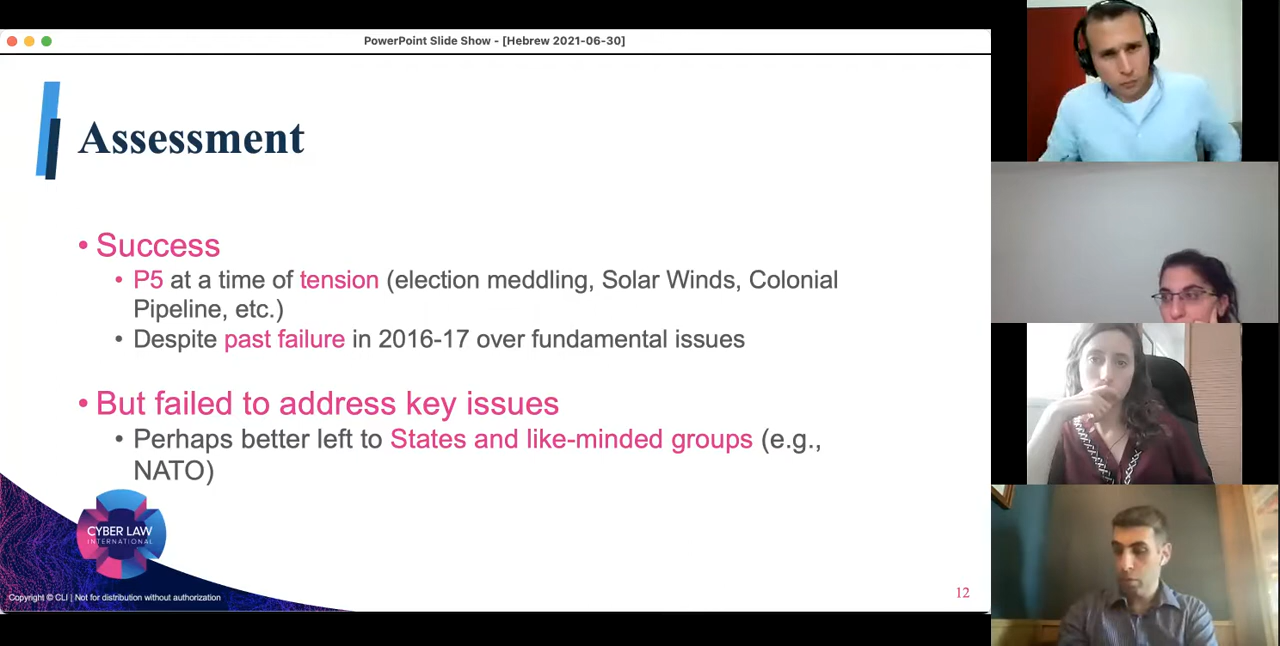 PowerPoint Slide Show - [Hebrew 2021-06-30]
Assessment
• Success
• P5 at a time of tension (election meddling, Solar Winds, Colonial
Pipeline, etc.)
• Despite past failure in 2016-17 over fundamental issues
• But failed to address key issues
• Perhaps better left to States and like-minded groups (e.g.,
NATO)
CYBER LAW
INTERNATIONAL
Copyright © CLI | Not for distribution without authorization
12